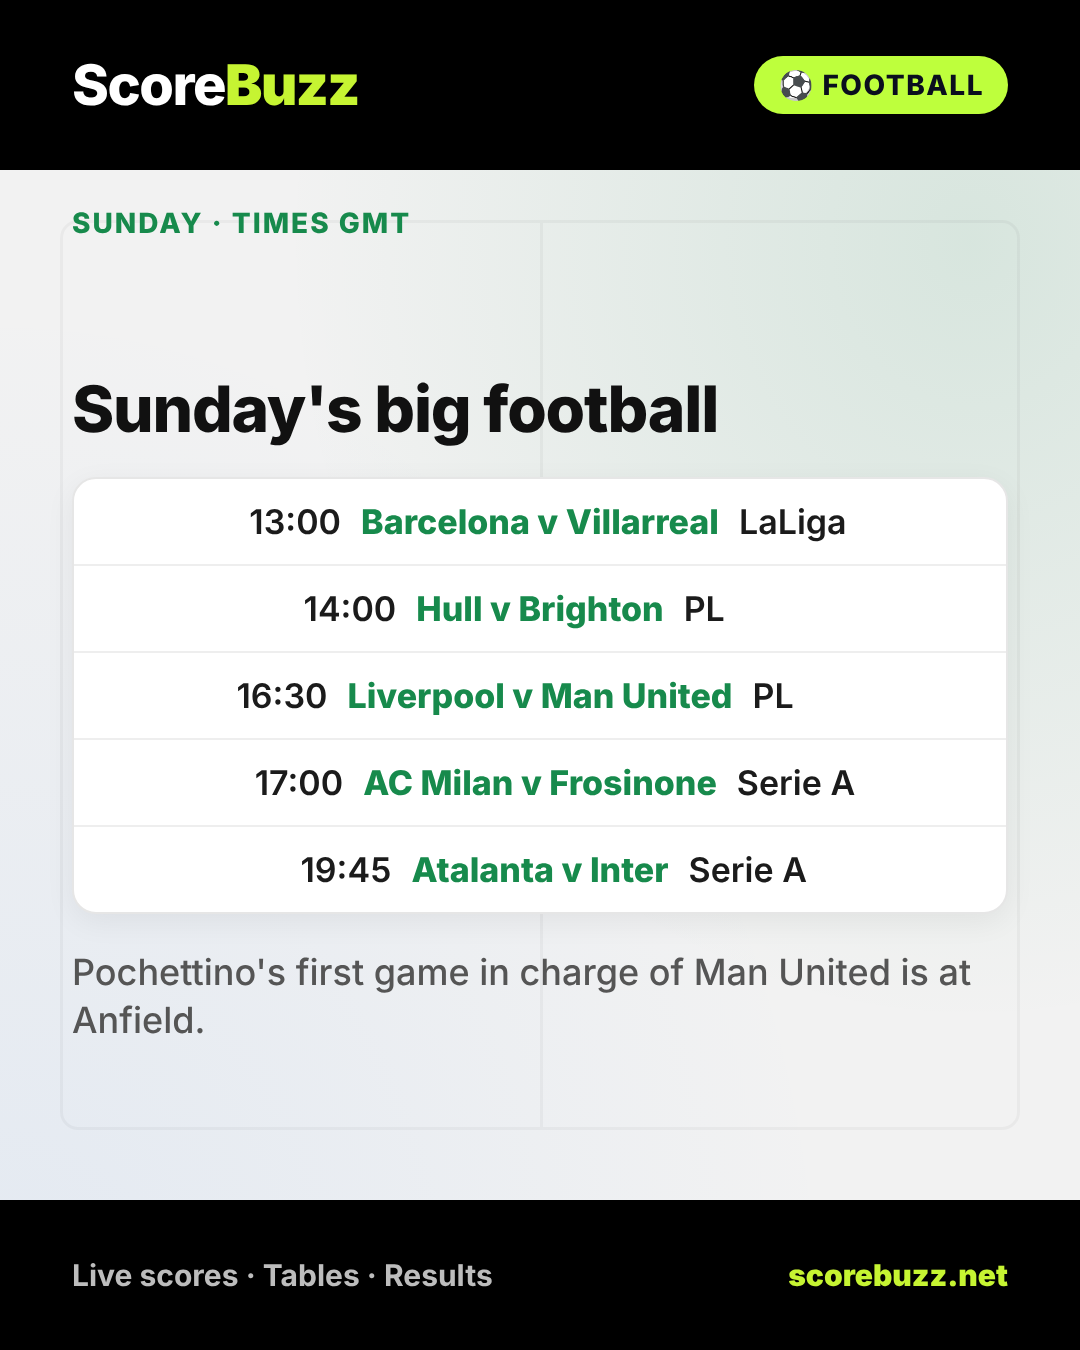 ScoreBuzz
⚽ FOOTBALL
SUNDAY · TIMES GMT
Sunday's big football
13:00 Barcelona v Villarreal LaLiga
14:00 Hull v Brighton PL
16:30 Liverpool v Man United PL
17:00 AC Milan v Frosinone Serie A
19:45 Atalanta v Inter Serie A
Pochettino's first game in charge of Man United is at
Anfield.
Live scores · Tables · Results
scorebuzz.net